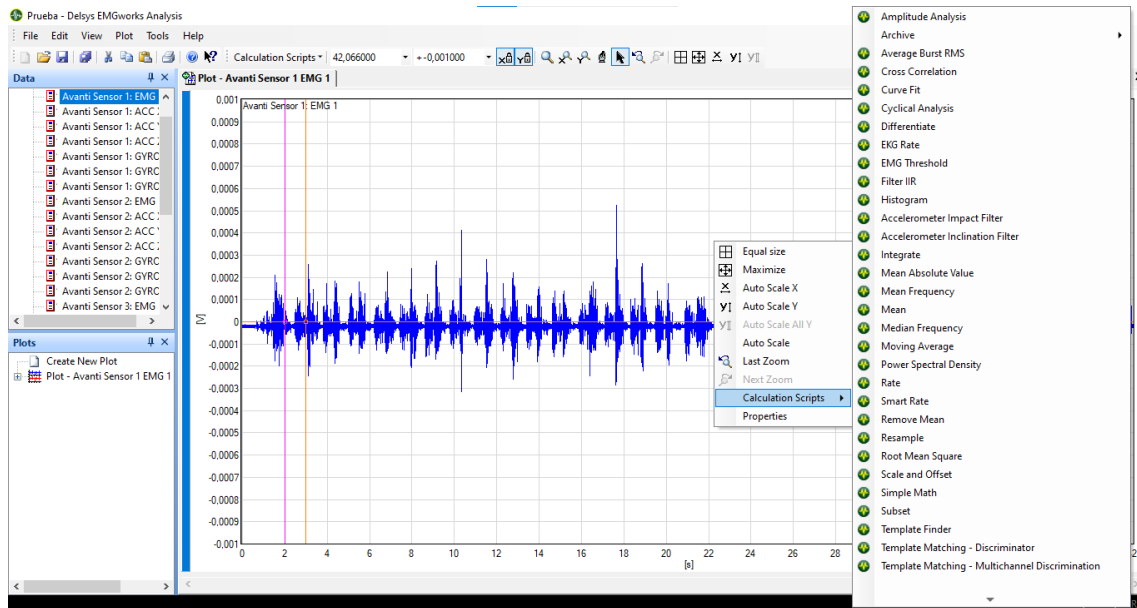 Prueba - Delsys EMGworks Analysis
File Edit View Plot Tools Help
Calculation Scripts 42,066000 +-0,001000
Data
Plot - Avanti Sensor 1 EMG 1
Avanti Sensor 1: EMG
Avanti Sensor 1: ACC
Avanti Sensor 1: ACC
Avanti Sensor 1: ACC
Avanti Sensor 1: GYRO
Avanti Sensor 1: GYRO
Avanti Sensor 1: GYRO
Avanti Sensor 2: EMG
Avanti Sensor 2: ACC
Avanti Sensor 2: ACC
Avanti Sensor 2: ACC
Avanti Sensor 2: GYRO
Avanti Sensor 2: GYRO
Avanti Sensor 2: GYRO
Avanti Sensor 3: EMG
Plots
Create New Plot
Plot - Avanti Sensor 1 EMG 1
Avanti Sensor 1: EMG 1
0,001
0,0009
0,0008
0,0007
0,0006
0,0005
0,0004
0,0003
0,0002
0,0001
0
-0,0001
-0,0002
-0,0003
-0,0004
-0,0005
-0,0006
-0,0007
-0,0008
-0,0009
-0,001
[V]
0 2 4 6 8 10 12 14 16 18 20 22 24 26 28
[s]
Equal size
Maximize
Auto Scale X
Auto Scale Y
Auto Scale All Y
Auto Scale
Last Zoom
Next Zoom
Calculation Scripts
Properties
Amplitude Analysis
Archive
Average Burst RMS
Cross Correlation
Curve Fit
Cyclical Analysis
Differentiate
EKG Rate
EMG Threshold
Filter IIR
Histogram
Accelerometer Impact Filter
Accelerometer Inclination Filter
Integrate
Mean Absolute Value
Mean Frequency
Mean
Median Frequency
Moving Average
Power Spectral Density
Rate
Smart Rate
Remove Mean
Resample
Root Mean Square
Scale and Offset
Simple Math
Subset
Template Finder
Template Matching - Discriminator
Template Matching - Multichannel Discrimination